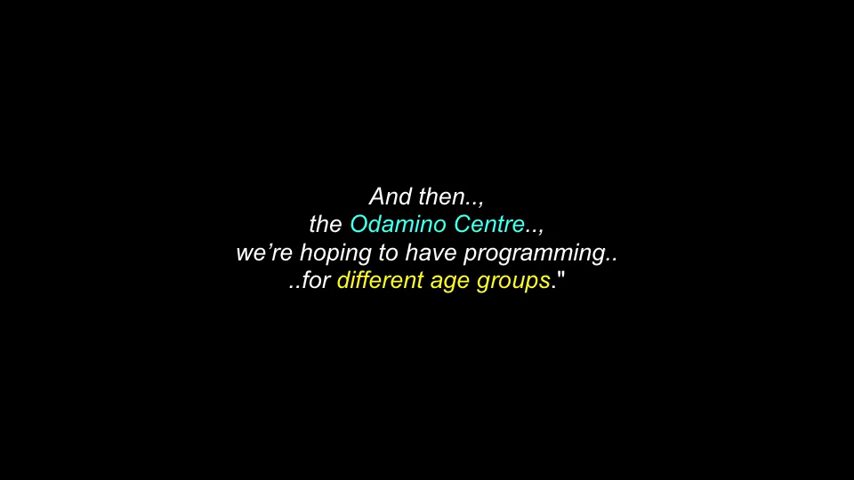 And then..,
the Odamino Centre..,
we’re hoping to have programming..
..for different age groups."